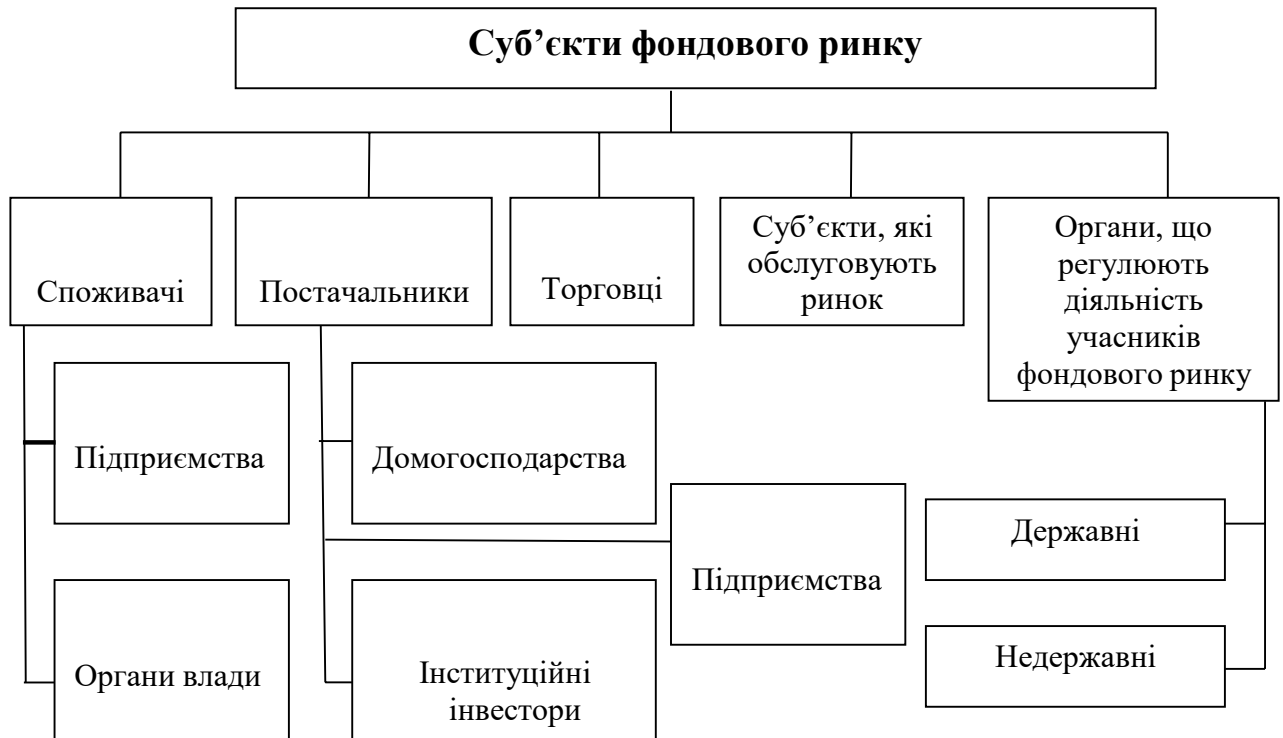 Суб’єкти фондового ринку
Споживачі
Постачальники
Торговці
Суб’єкти, які
обслуговують
ринок
Органи, що
регулюють
діяльність
учасників
фондового ринку
Підприємства
Домогосподарства
Підприємства
Державні
Органи влади
Інституційні
інвестори
Недержавні